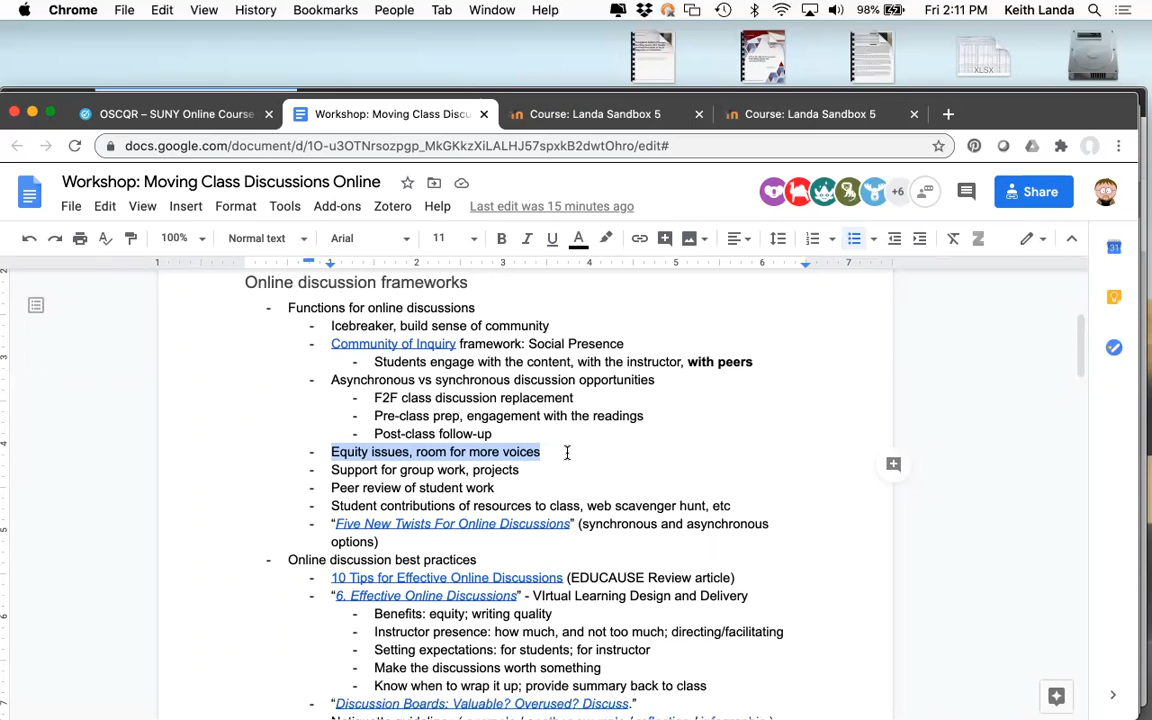 Chrome File Edit View History Bookmarks People Tab Window Help 98% Fri 2:11 PM Keith Landa
XLSX
OSCQR – SUNY Online Course Workshop: Moving Class Discu Course: Landa Sandbox 5 Course: Landa Sandbox 5
docs.google.com/document/d/1O-u3OTNrsozpgp_MkGKkzXiLALHJ57spxkB2dwtOhro/edit#
Workshop: Moving Class Discussions Online
+6
Share
File Edit View Insert Format Tools Add-ons Zotero Help Last edit was 15 minutes ago
100% Normal text Arial 11 B I U A
1 1 2 3 4 5 6 7
Online discussion frameworks
- Functions for online discussions
- Icebreaker, build sense of community
- Community of Inquiry framework: Social Presence
- Students engage with the content, with the instructor, with peers
- Asynchronous vs synchronous discussion opportunities
- F2F class discussion replacement
- Pre-class prep, engagement with the readings
- Post-class follow-up
- Equity issues, room for more voices
- Support for group work, projects
- Peer review of student work
- Student contributions of resources to class, web scavenger hunt, etc
- “Five New Twists For Online Discussions” (synchronous and asynchronous
options)
- Online discussion best practices
- 10 Tips for Effective Online Discussions (EDUCAUSE Review article)
- “6. Effective Online Discussions” - VIrtual Learning Design and Delivery
- Benefits: equity; writing quality
- Instructor presence: how much, and not too much; directing/facilitating
- Setting expectations: for students; for instructor
- Make the discussions worth something
- Know when to wrap it up; provide summary back to class
- “Discussion Boards: Valuable? Overused? Discuss.”